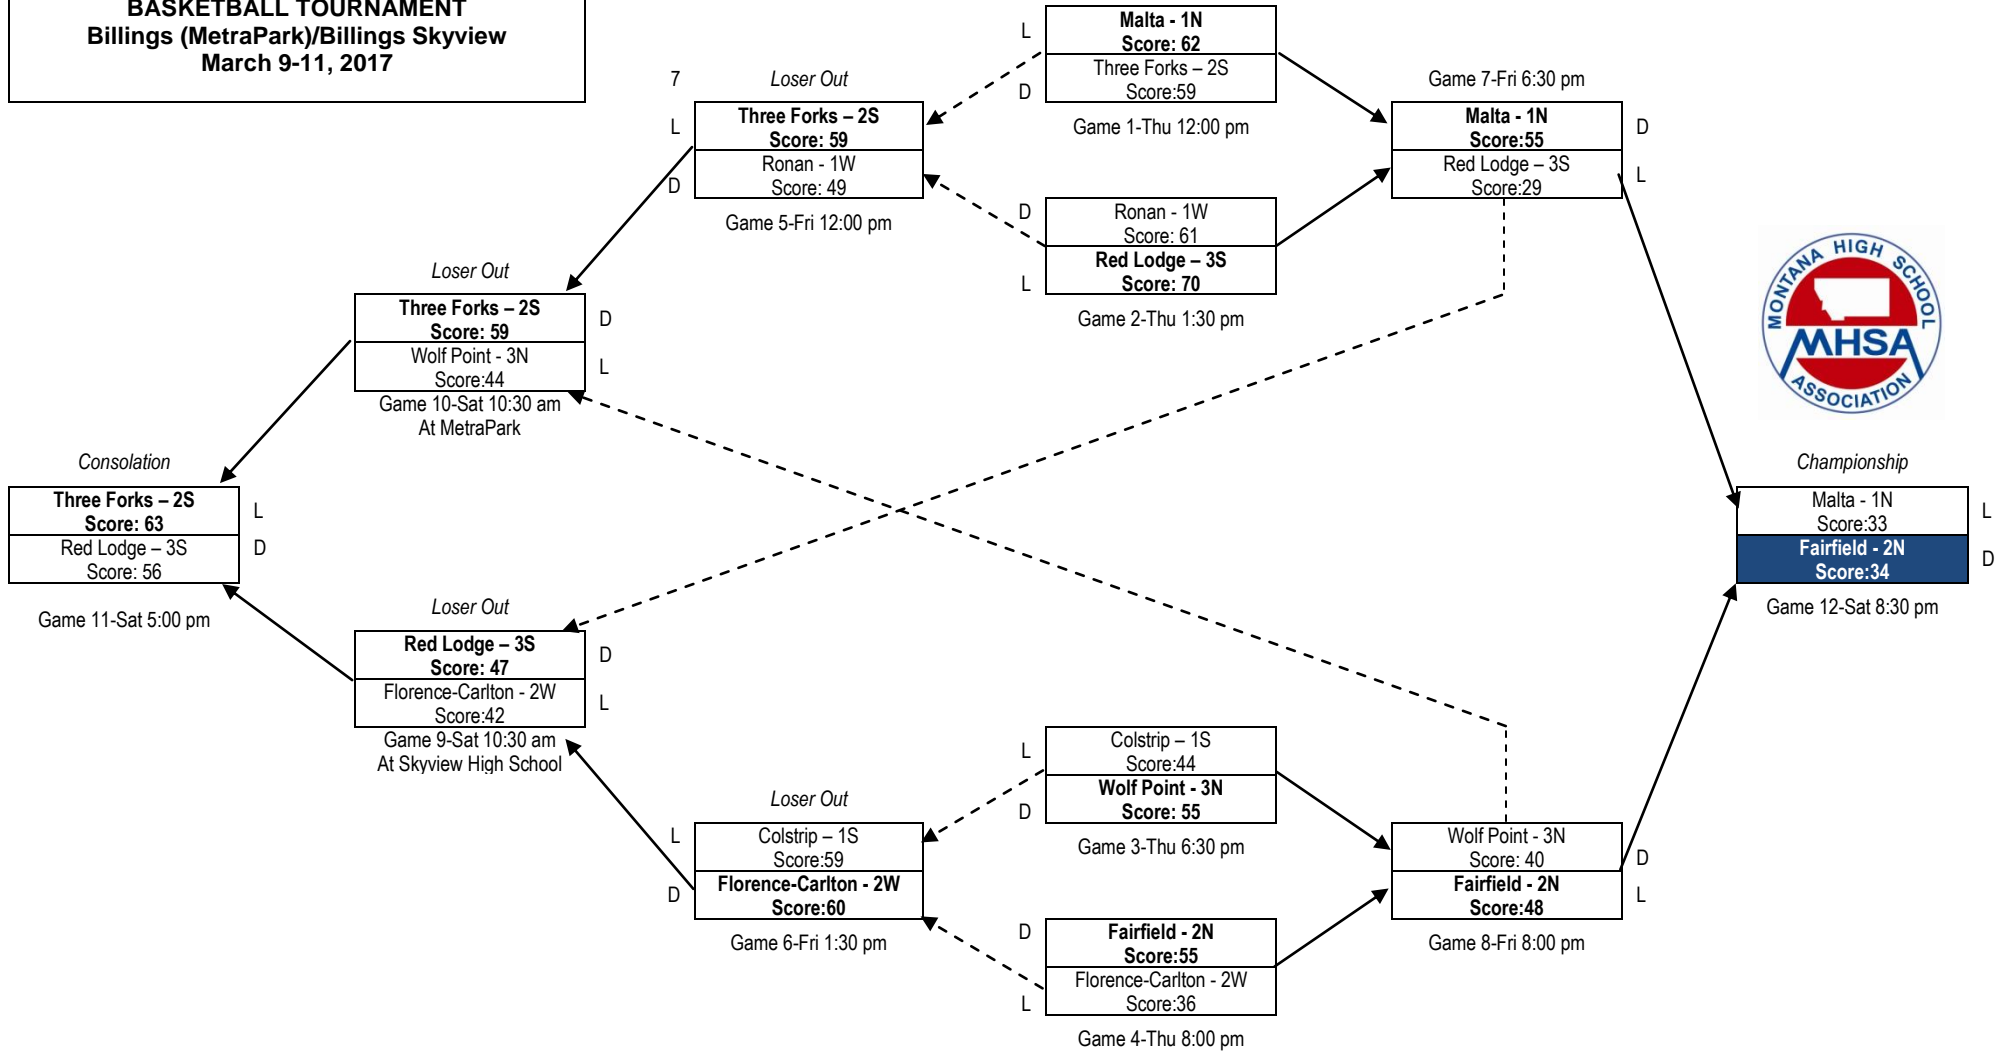 BASKETBALL TOURNAMENT
Billings (MetraPark)/Billings Skyview
March 9-11, 2017
7
Loser Out
L
Three Forks – 2S
Score: 59
D
Ronan - 1W
Score: 49
Game 5-Fri 12:00 pm
L
Malta - 1N
Score: 62
D
Three Forks – 2S
Score:59
Game 1-Thu 12:00 pm
D
Ronan - 1W
Score: 61
L
Red Lodge – 3S
Score: 70
Game 2-Thu 1:30 pm
Game 7-Fri 6:30 pm
Malta - 1N
Score:55
D
Red Lodge – 3S
Score:29
L
MONTANA HIGH SCHOOL
MHSA
ASSOCIATION
Loser Out
Three Forks – 2S
Score: 59
D
Wolf Point - 3N
Score:44
L
Game 10-Sat 10:30 am
At MetraPark
Consolation
Three Forks – 2S
Score: 63
L
Red Lodge – 3S
Score: 56
D
Game 11-Sat 5:00 pm
Championship
Malta - 1N
Score:33
L
Fairfield - 2N
Score:34
D
Game 12-Sat 8:30 pm
Loser Out
Red Lodge – 3S
Score: 47
D
Florence-Carlton - 2W
Score:42
L
Game 9-Sat 10:30 am
At Skyview High School
Loser Out
L
Colstrip – 1S
Score:59
D
Florence-Carlton - 2W
Score:60
Game 6-Fri 1:30 pm
L
Colstrip – 1S
Score:44
D
Wolf Point - 3N
Score: 55
Game 3-Thu 6:30 pm
D
Fairfield - 2N
Score:55
L
Florence-Carlton - 2W
Score:36
Game 4-Thu 8:00 pm
Wolf Point - 3N
Score: 40
D
Fairfield - 2N
Score:48
L
Game 8-Fri 8:00 pm